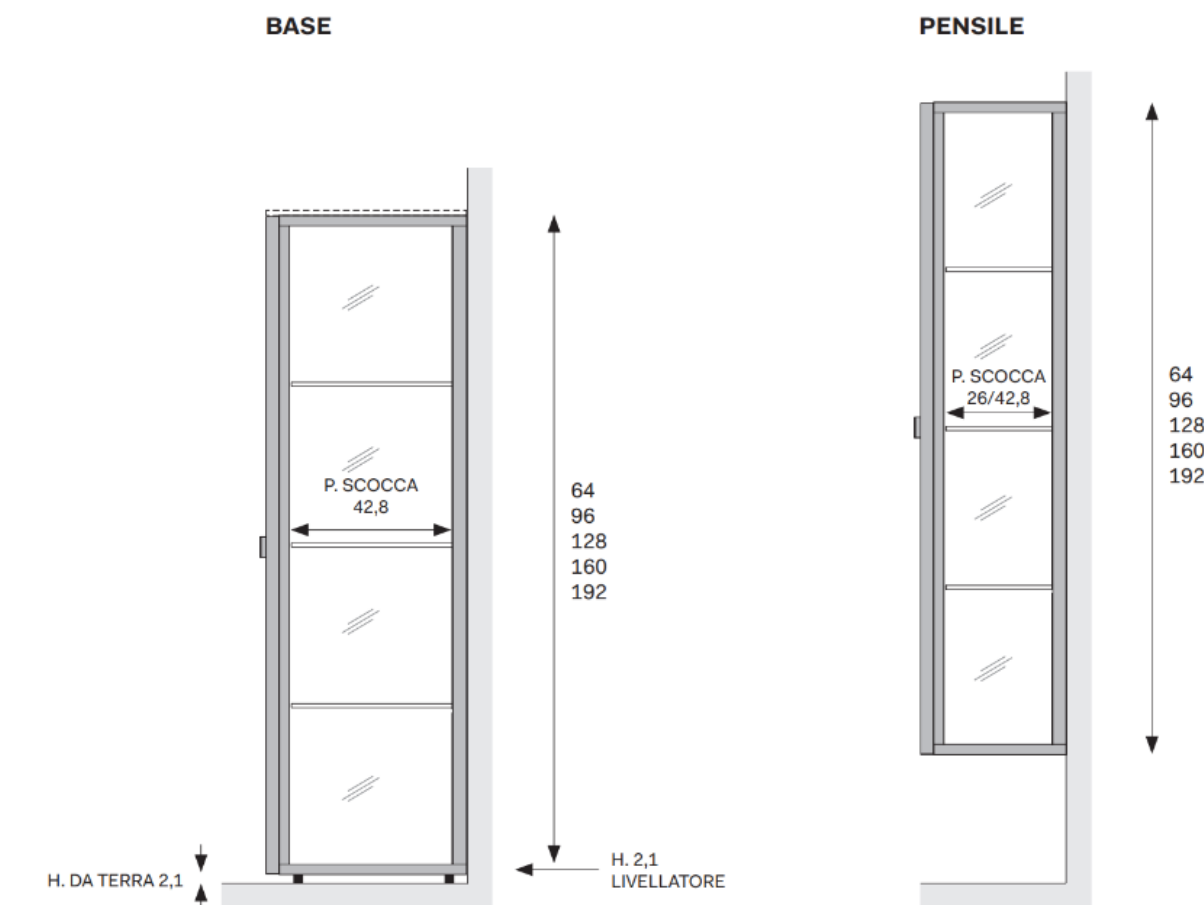 BASE
PENSILE
P. SCOCCA
42,8
64
96
128
160
192
H. DA TERRA 2,1
H. 2,1
LIVELLATORE
P. SCOCCA
26/42,8
64
96
128
160
192